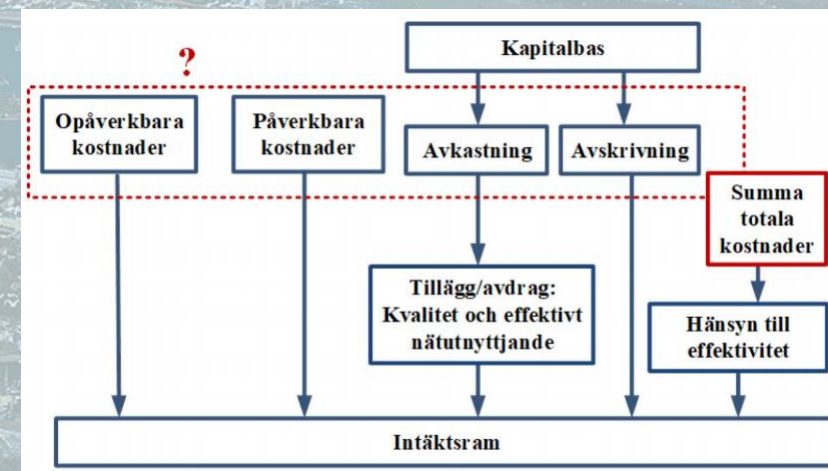 Kapitalbas
?
Opåverkbara
kostnader
Påverkbara
kostnader
Avkastning
Avskrivning
Summa
totala
kostnader
Tillägg/avdrag:
Kvalitet och effektivt
nätutnyttjande
Hänsyn till
effektivitet
Intäktsram